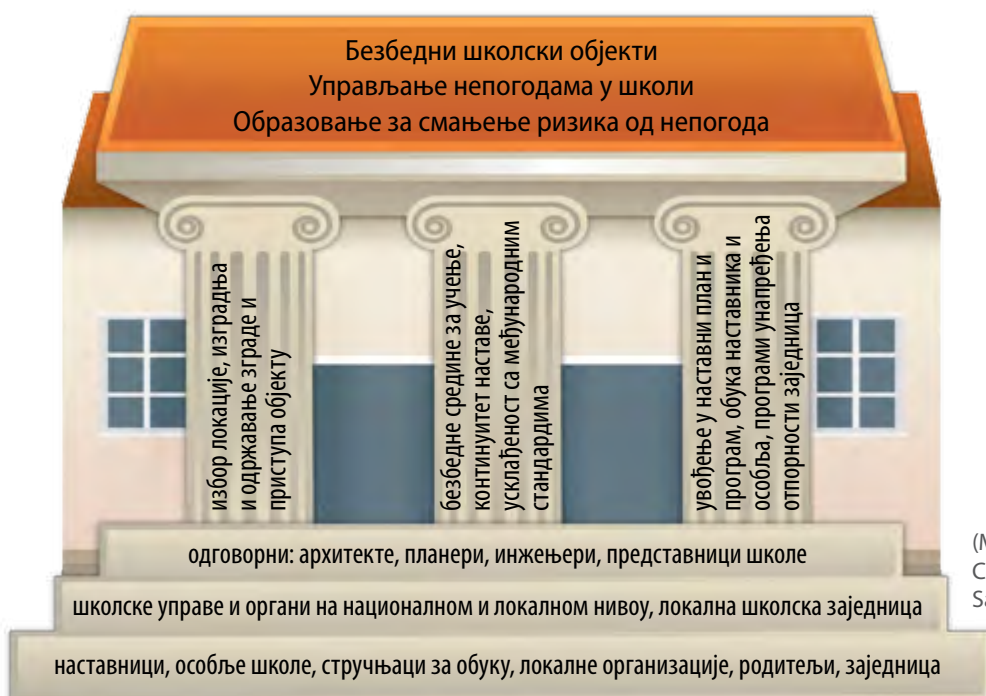 Безбедни школски објекти
Управљање непогодама у школи
Образовање за смањење ризика од непогода
избор локације, изградња
и одржавање зграде и
приступа објекту
безбедне средине за учење,
континуитет наставе,
усклађеност са међународним
стандардима
увођење у наставни план и
програм, обука наставника и
особља, програми унапређења
отпорности заједница
одговорни: архитекте, планери, инжењери, представници школе
школске управе и органи на националном и локалном нивоу, локална школска заједница
наставници, особље школе, стручњаци за обуку, локалне организације, родитељи, заједница